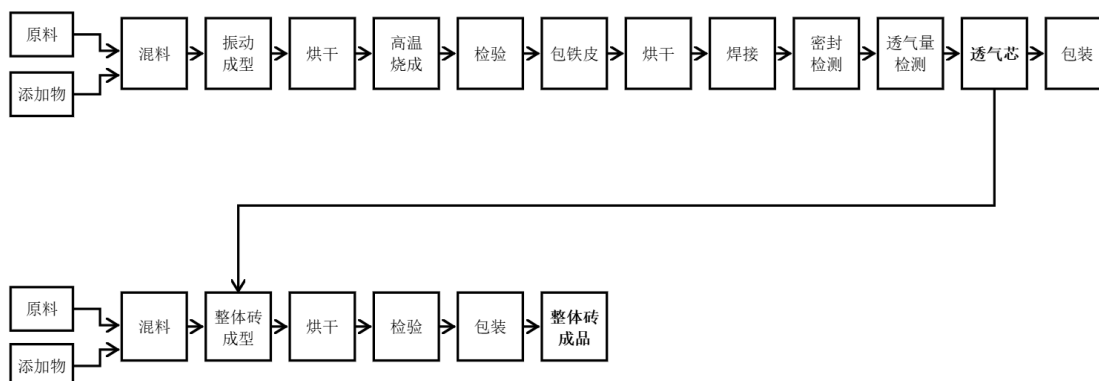 原料
添加物
混料
振动
成型
烘干
高温
烧成
检验
包铁皮
烘干
焊接
密封
检测
透气量
检测
透气芯
包装
原料
添加物
混料
整体砖
成型
烘干
检验
包装
整体砖
成品